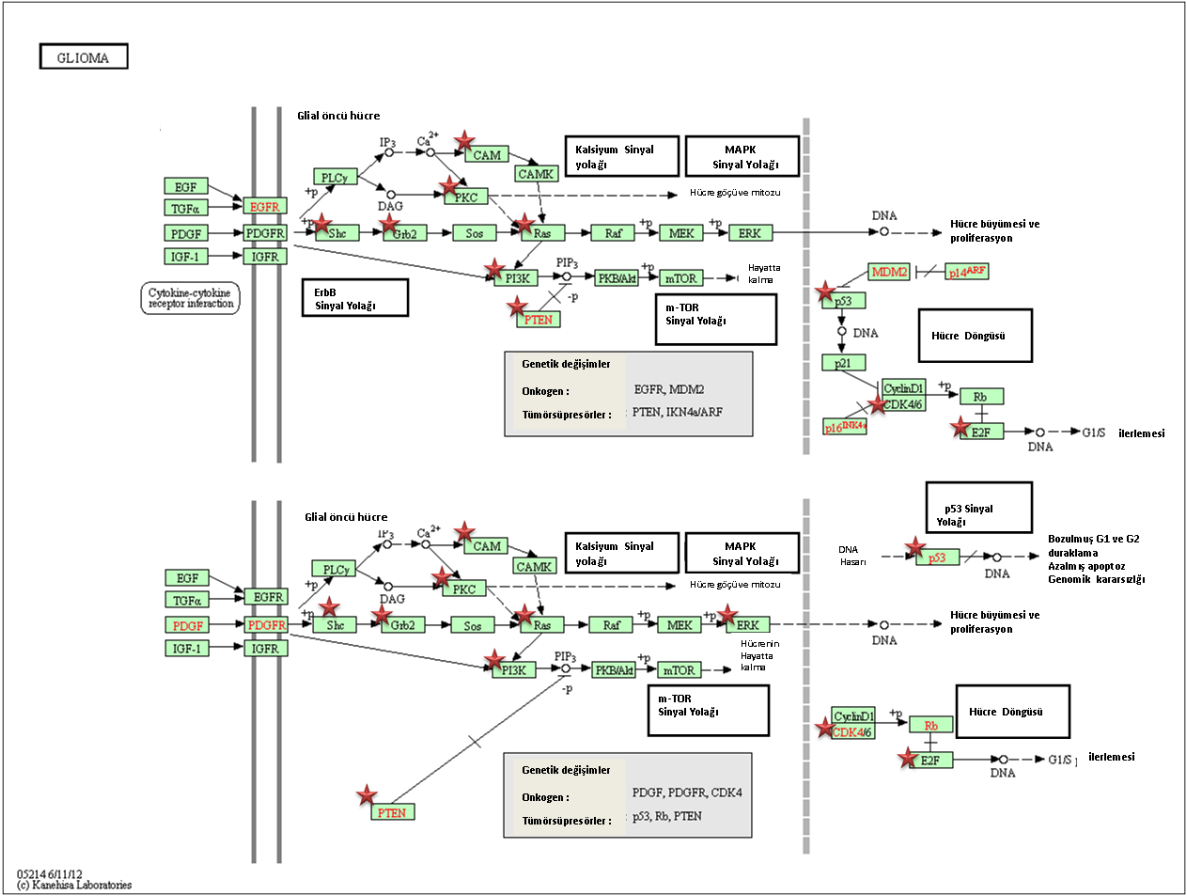 GLIOMA
Glial öncü hücre
IP3
Ca2+
CAM
Kalsiyum Sinyal
yolağı
MAPK
Sinyal Yolağı
PLCγ
CAMK
EGF
+p
DAG
PKC
Hücre göçüve mitozu
TGFα
EGFR
PDGF
PDGFR
+p
Shc
Grb2
Sos
Ras
Raf
+p
MEK
+p
ERK
DNA
Hücre büyümesi ve
proliferasyon
IGF-1
IGFR
PIP3
PI3K
-p
PKB/Akt
+p
mTOR
Hayatta
kalma
MDM2
p14ARF
Cytokine-cytokine
receptor interaction
ErbB
Sinyal Yolağı
PTEN
m-TOR
Sinyal Yolağı
p53
DNA
Hücre Döngüsü
p21
Genetik değişimler
Onkogen :
EGFR, MDM2
Tümörsüpresörler :
: PTEN, IKN4a/ARF
CyclinD1
CDK4/6
+p
Rb
p16INK4a
E2F
DNA
G1/S
ilerlemesi
Glial öncü hücre
IP3
Ca2+
CAM
Kalsiyum Sinyal
yolağı
MAPK
Sinyal Yolağı
p53 Sinyal
Yolağı
DNA
Hasarı
p53
DNA
Bozulmuş G1 ve G2
duraklama
Azalmış apoptoz
Genomik kararsızlğı
PLCγ
CAMK
EGF
+p
DAG
PKC
Hücre göçüve mitozu
TGFα
EGFR
PDGF
PDGFR
+p
Shc
Grb2
Sos
Ras
Raf
+p
MEK
+p
ERK
DNA
Hücre büyümesi ve
proliferasyon
IGF-1
IGFR
PIP3
PI3K
-p
PKB/Akt
+p
mTOR
Hücrenin
Hayatta
kalma
m-TOR
Sinyal Yolağı
CyclinD1
CDK4/6
+p
Rb
Hücre Döngüsü
E2F
DNA
G1/S
ilerlemesi
PTEN
Genetik değişimler
Onkogen :
PDGF, PDGFR, CDK4
Tümörsüpresörler :
: p53, Rb, PTEN
05214 6/11/12
(c) Kanehisa Laboratories